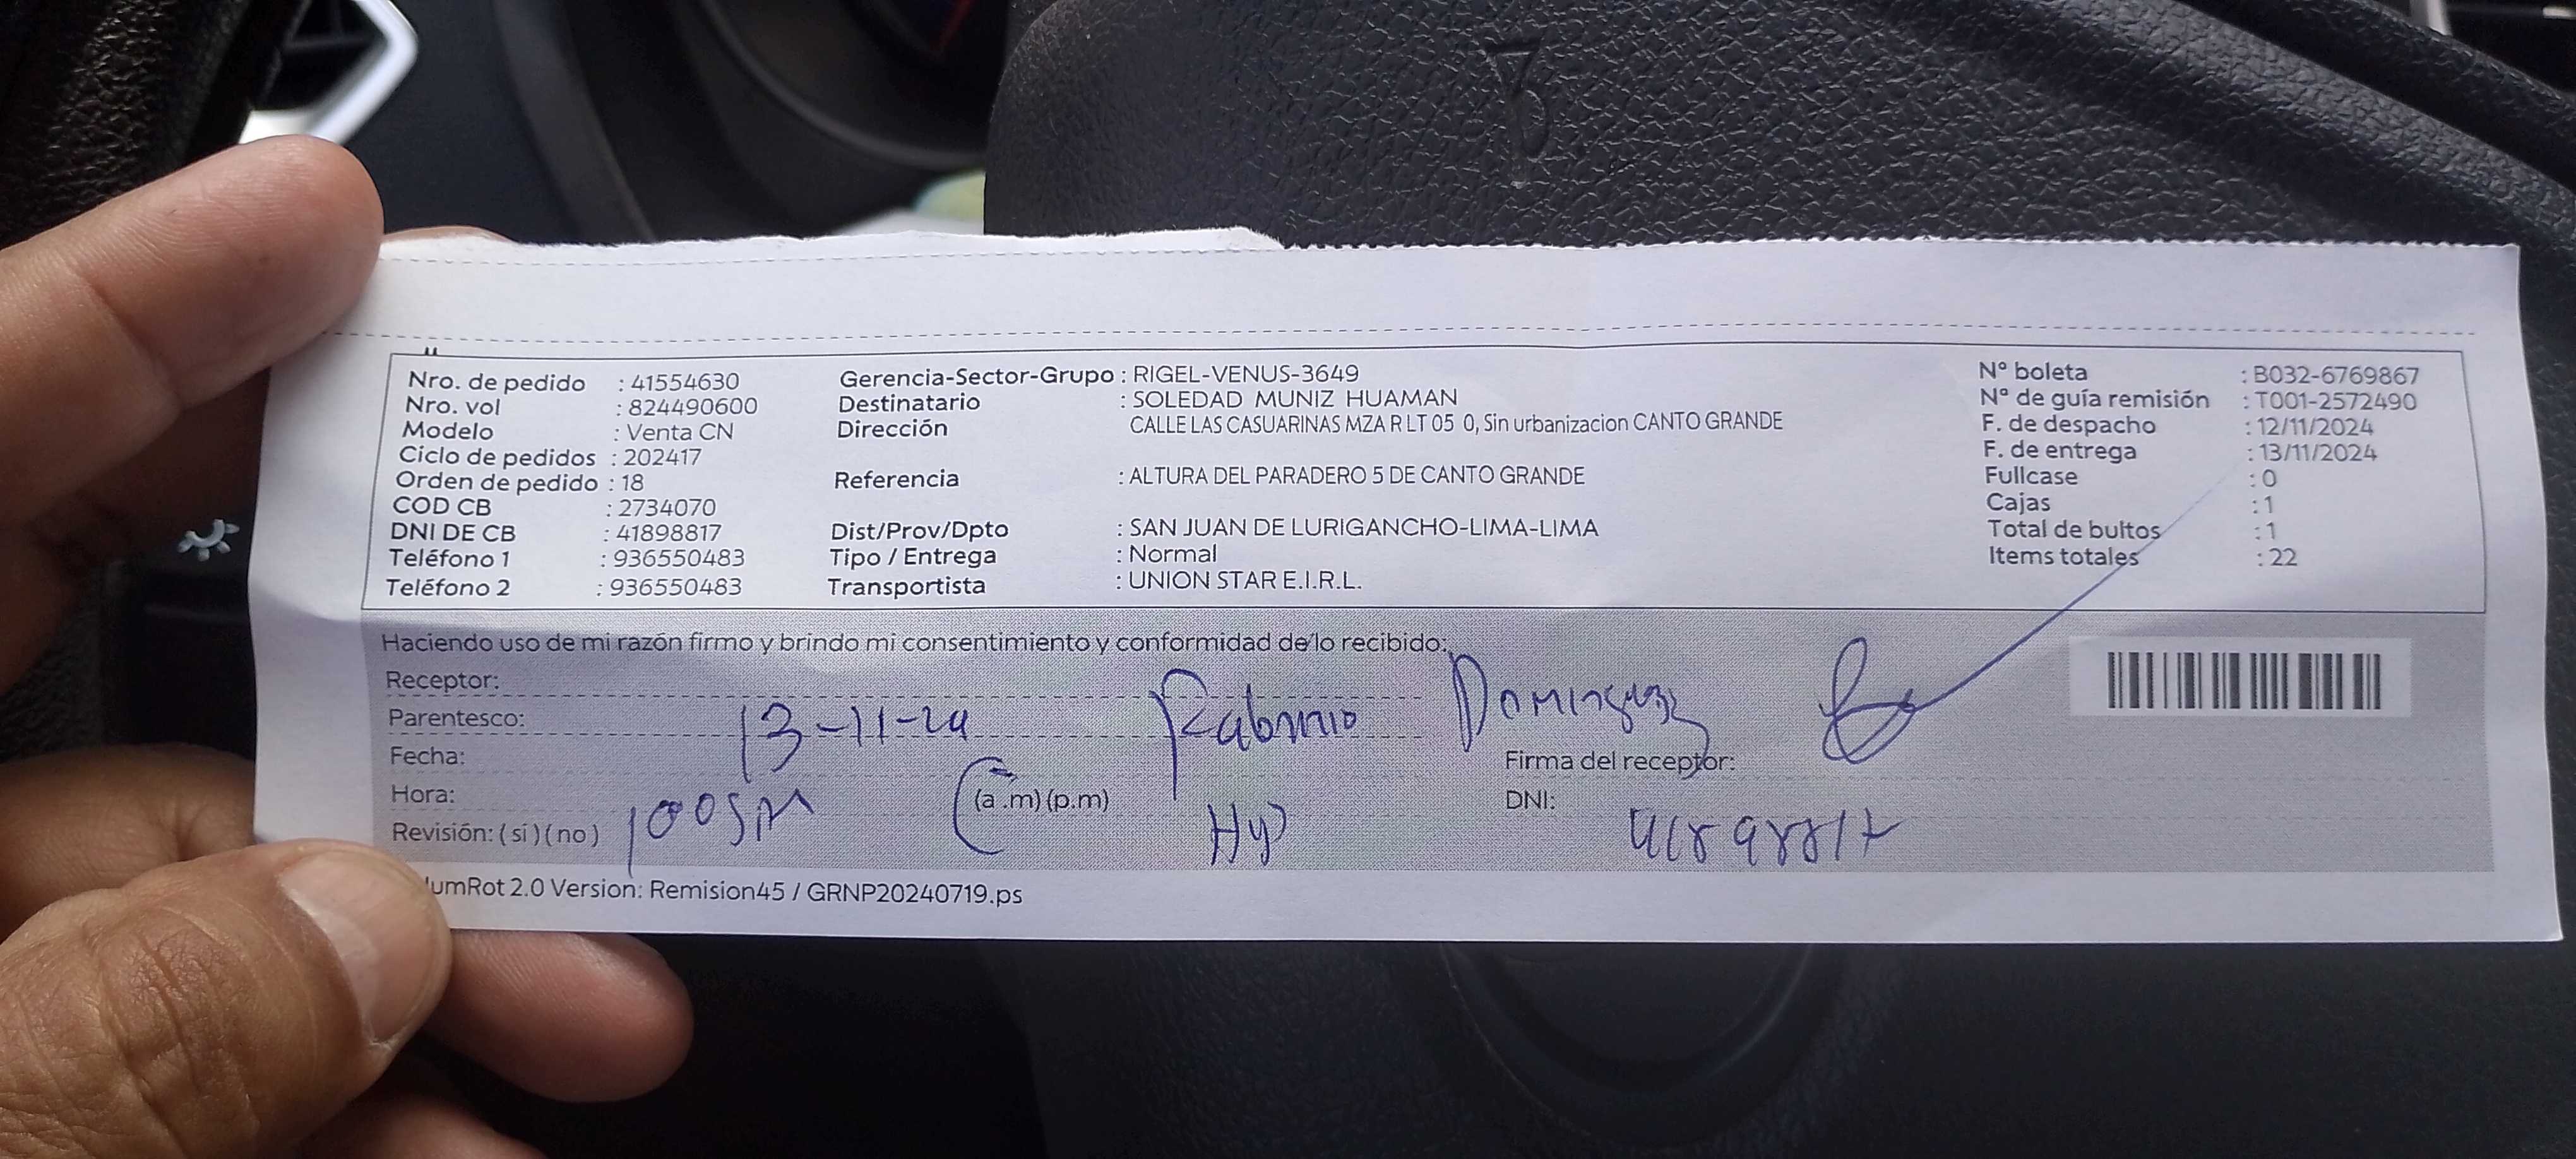 Nro. de pedido : 41554630
Nro. vol : 824490600
Modelo : Venta CN
Ciclo de pedidos : 202417
Orden de pedido : 18
COD CB : 2734070
DNI DE CB : 41898817
Teléfono 1 : 936550483
Teléfono 2 : 936550483
Gerencia-Sector-Grupo : RIGEL-VENUS-3649
Destinatario : SOLEDAD MUNIZ HUAMAN
Dirección CALLE LAS CASUARINAS MZA R LT 05 0, Sin urbanizacion CANTO GRANDE
Referencia : ALTURA DEL PARADERO 5 DE CANTO GRANDE
Dist/Prov/Dpto : SAN JUAN DE LURIGANCHO-LIMA-LIMA
Tipo / Entrega : Normal
Transportista : UNION STAR E.I.R.L.
Nº boleta : B032-6769867
Nº de guía remisión : T001-2572490
F. de despacho : 12/11/2024
F. de entrega : 13/11/2024
Fullcase : 0
Cajas : 1
Total de bultos : 1
Items totales : 22
Haciendo uso de mi razón firmo y brindo mi consentimiento y conformidad de lo recibido:
Receptor:
Parentesco: 13-11-24
Fecha:
Hora: (a .m) (p.m)
Revisión: ( sí ) ( no )
Firma del receptor:
DNI:
umRot 2.0 Version: Remision45 / GRNP20240719.ps